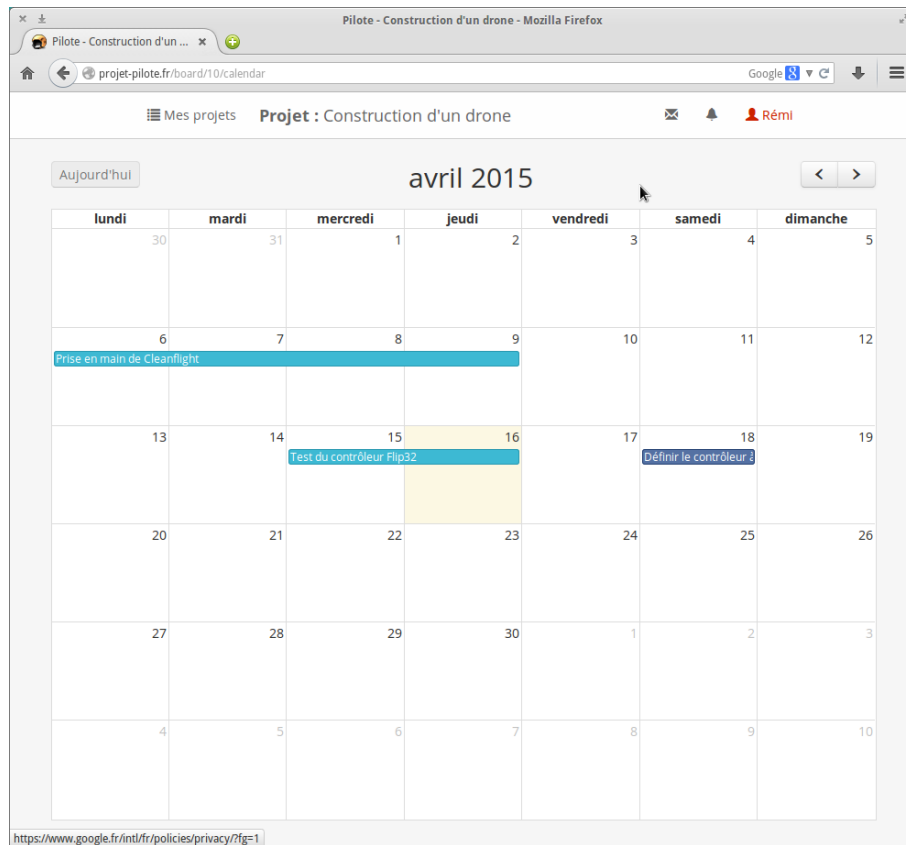 Pilote - Construction d'un drone - Mozilla Firefox
Pilote - Construction d'un ...
projet-pilote.fr/board/10/calendar
Google
Mes projets Projet : Construction d'un drone Rémi
Aujourd'hui avril 2015
lundi mardi mercredi jeudi vendredi samedi dimanche
30 31 1 2 3 4 5
6 7 8 9 10 11 12
Prise en main de Cleanflight
13 14 15 16 17 18 19
Test du contrôleur Flip32 Définir le contrôleur à
20 21 22 23 24 25 26
27 28 29 30 1 2 3
4 5 6 7 8 9 10
https://www.google.fr/intl/fr/policies/privacy/?fg=1